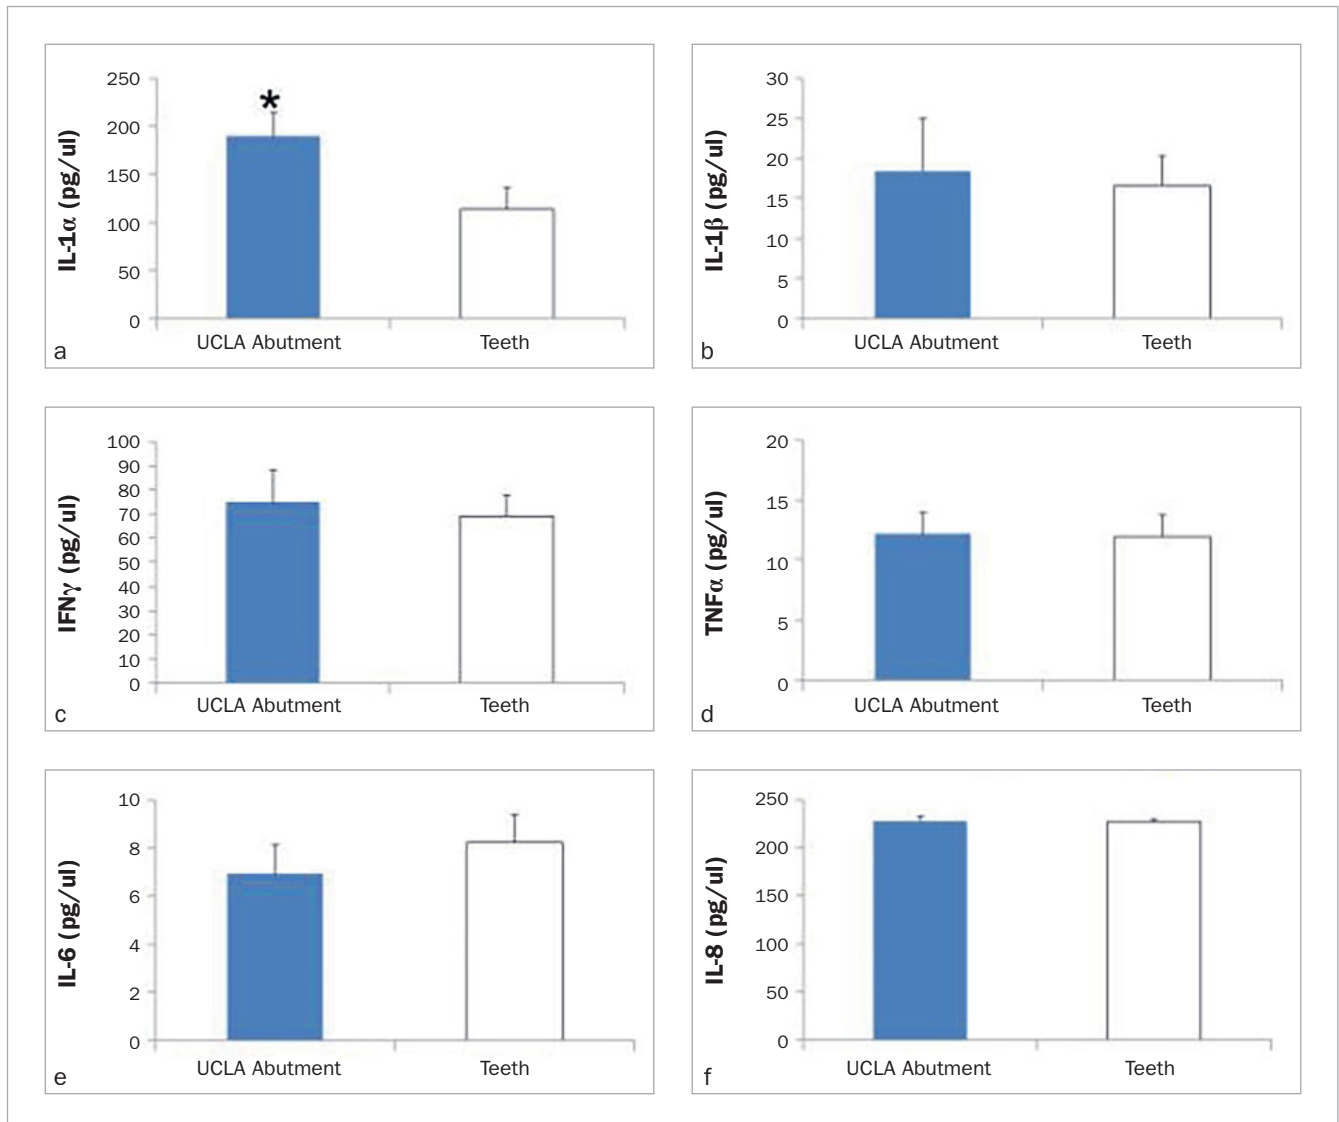 250
200
150
100
50
0
IL-1α (pg/ul)
*
UCLA Abutment
Teeth
a
30
25
20
15
10
5
0
IL-1β (pg/ul)
UCLA Abutment
Teeth
b
100
90
80
70
60
50
40
30
20
10
0
IFNγ (pg/ul)
UCLA Abutment
Teeth
c
20
15
10
5
0
TNFα (pg/ul)
UCLA Abutment
Teeth
d
10
8
6
4
2
0
IL-6 (pg/ul)
UCLA Abutment
Teeth
e
250
200
150
100
50
0
IL-8 (pg/ul)
UCLA Abutment
Teeth
f